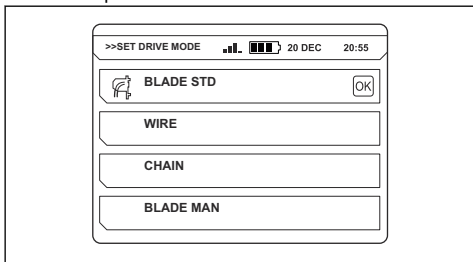 >>SET DRIVE MODE 20 DEC 20:55
BLADE STD OK
WIRE
CHAIN
BLADE MAN